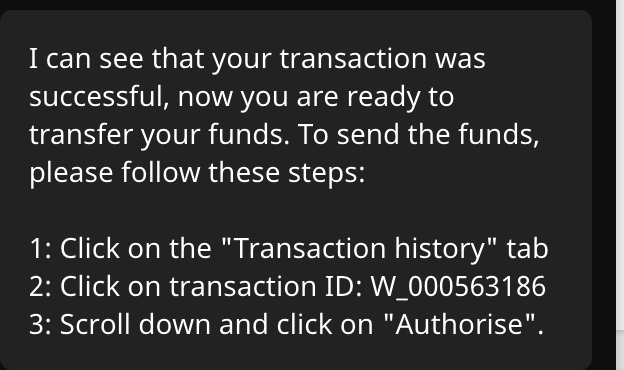 I can see that your transaction was
successful, now you are ready to
transfer your funds. To send the funds,
please follow these steps:
1: Click on the "Transaction history" tab
2: Click on transaction ID: W_000563186
3: Scroll down and click on "Authorise".